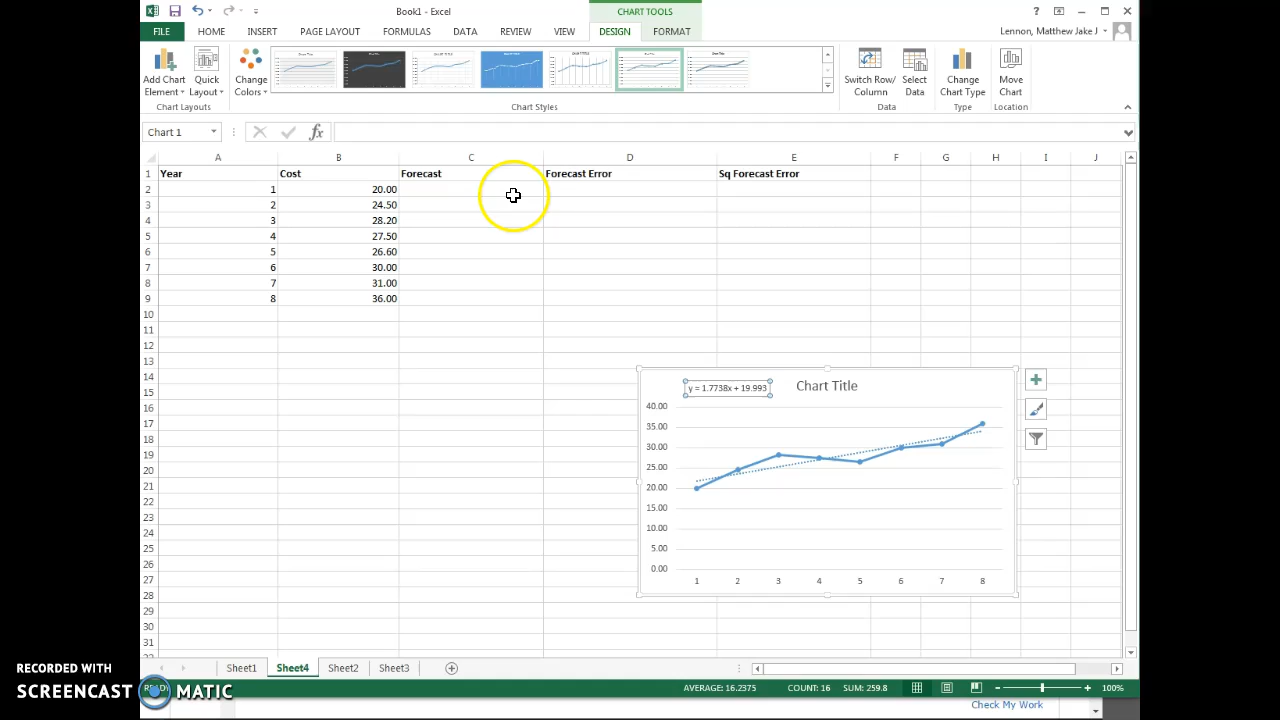 Book1 - Excel
CHART TOOLS
FILE HOME INSERT PAGE LAYOUT FORMULAS DATA REVIEW VIEW DESIGN FORMAT
Lennon, Matthew Jake J
Add Chart Element
Quick Layout
Change Colors
Switch Row/ Column
Select Data
Change Chart Type
Move Chart
Chart Layouts Chart Styles Data Type Location
Chart 1
fx
A B C D E F G H I J
1 Year Cost Forecast Forecast Error Sq Forecast Error
2 1 20.00
3 2 24.50
4 3 28.20
5 4 27.50
6 5 26.60
7 6 30.00
8 7 31.00
9 8 36.00
10
11
12
13
14
15
16
17
18
19
20
21
22
23
24
25
26
27
28
29
30
31
y = 1.7738x + 19.993
Chart Title
40.00
35.00
30.00
25.00
20.00
15.00
10.00
5.00
0.00
1 2 3 4 5 6 7 8
Sheet1 Sheet4 Sheet2 Sheet3
AVERAGE: 16.2375 COUNT: 16 SUM: 259.8 100%
Check My Work
RECORDED WITH
SCREENCAST MATIC